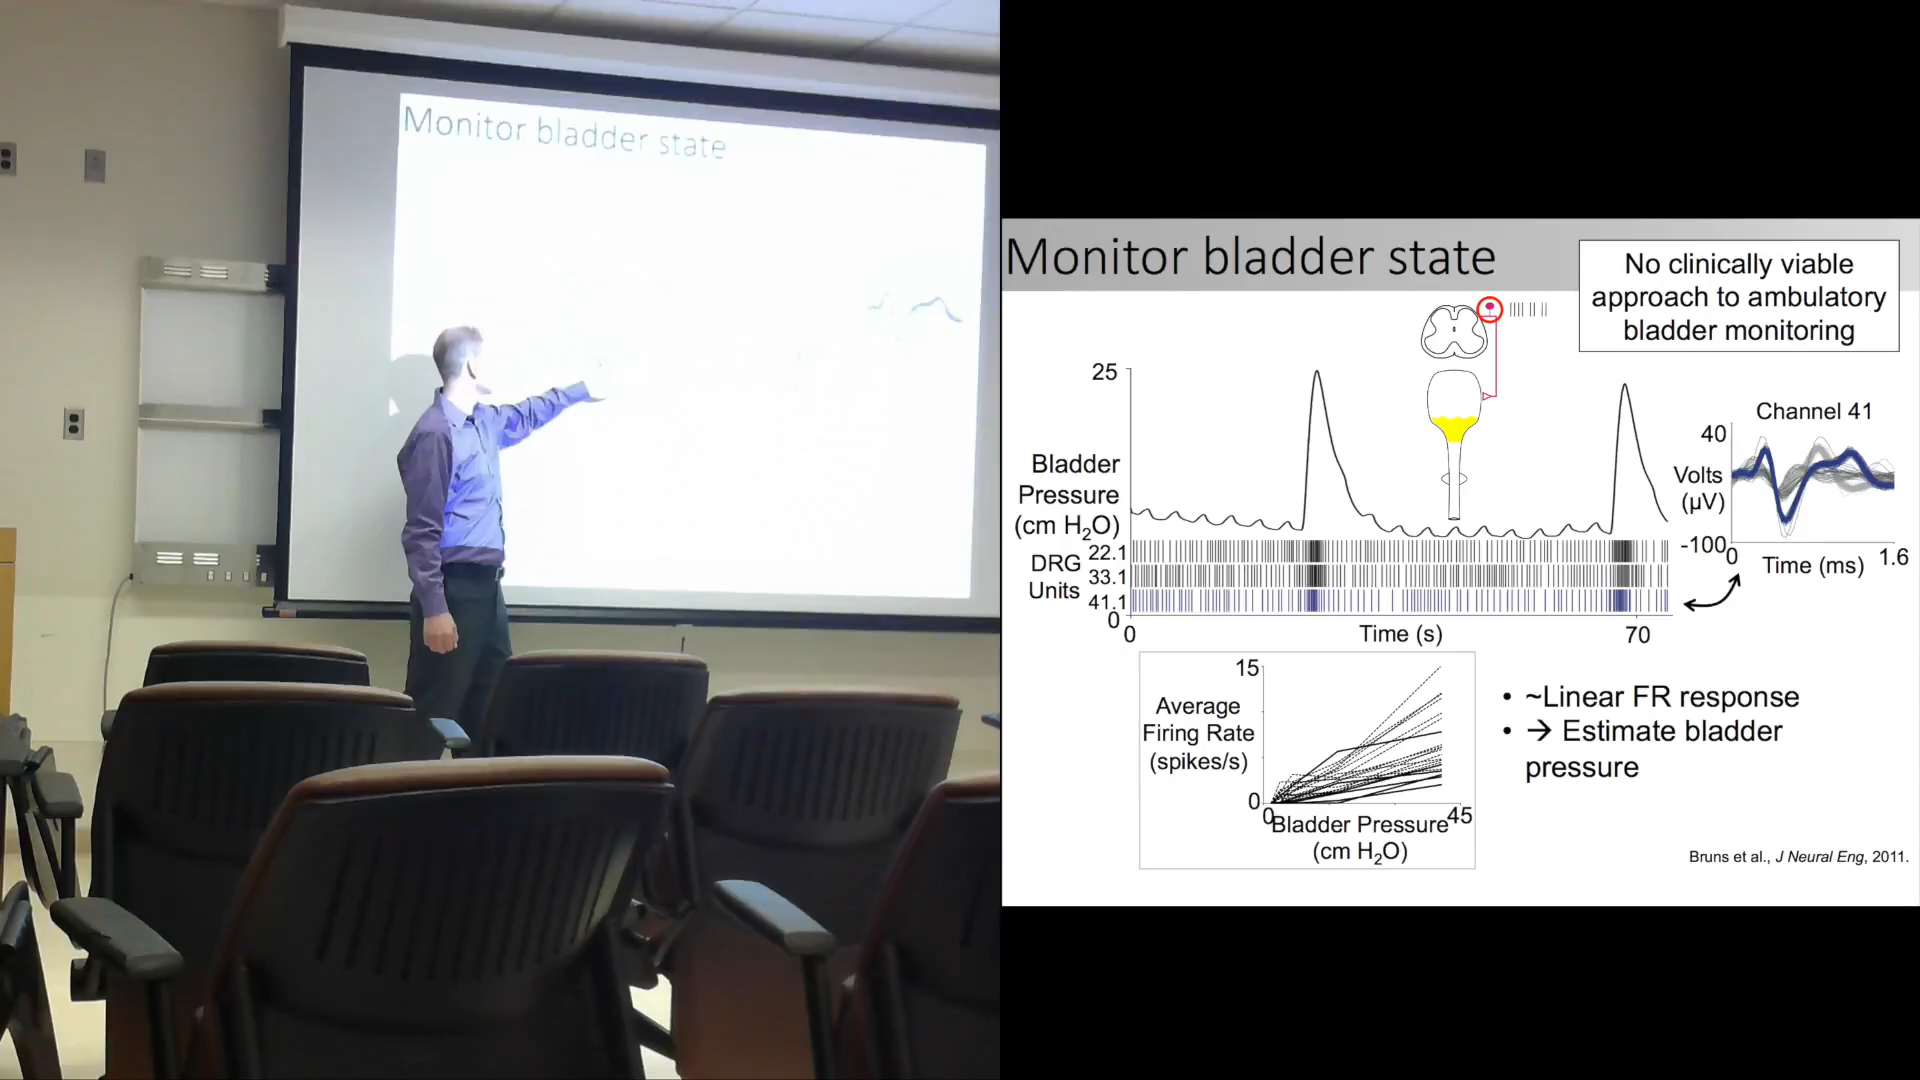 Monitor bladder state
Monitor bladder state
No clinically viable
approach to ambulatory
bladder monitoring
25
Bladder
Pressure
(cm H₂O)
DRG
Units
22.1
33.1
41.1
0
0
Time (s)
70
Channel 41
40
Volts
(µV)
-100
0
Time (ms)
1.6
15
Average
Firing Rate
(spikes/s)
0
0
Bladder Pressure
(cm H₂O)
45
• ~Linear FR response
• → Estimate bladder
pressure
Bruns et al., J Neural Eng, 2011.